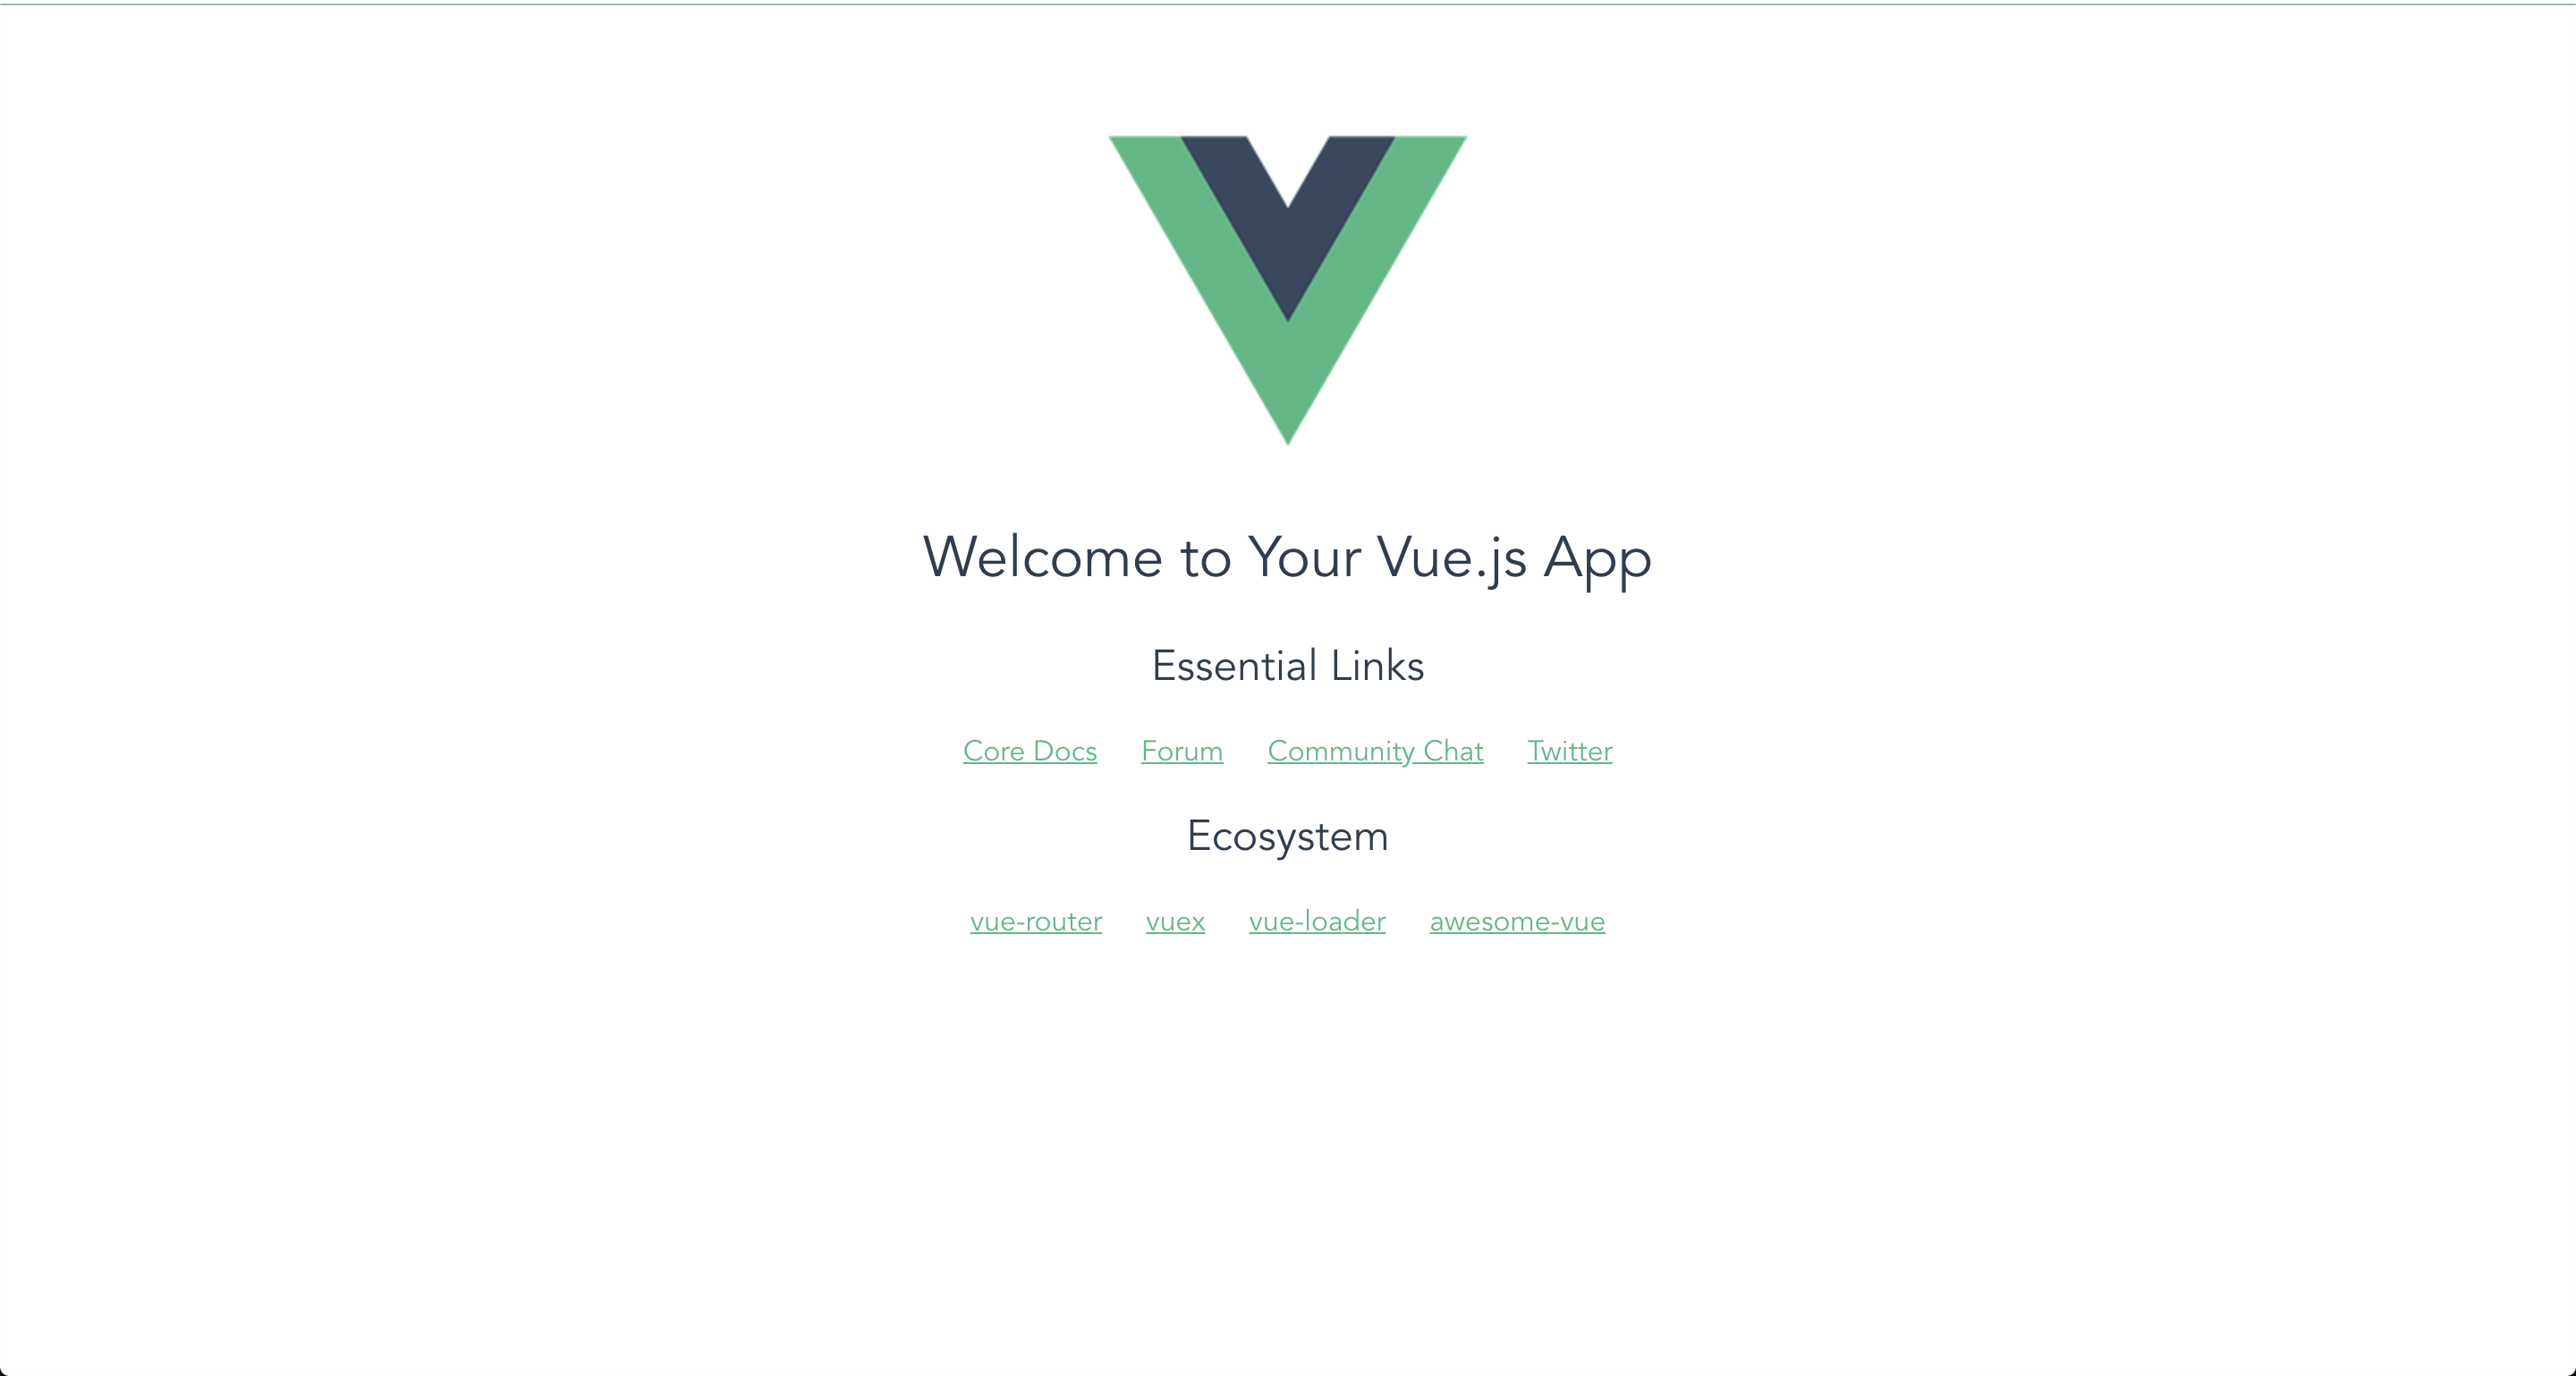 Welcome to Your Vue.js App
Essential Links
Core Docs Forum Community Chat Twitter
Ecosystem
vue-router vuex vue-loader awesome-vue